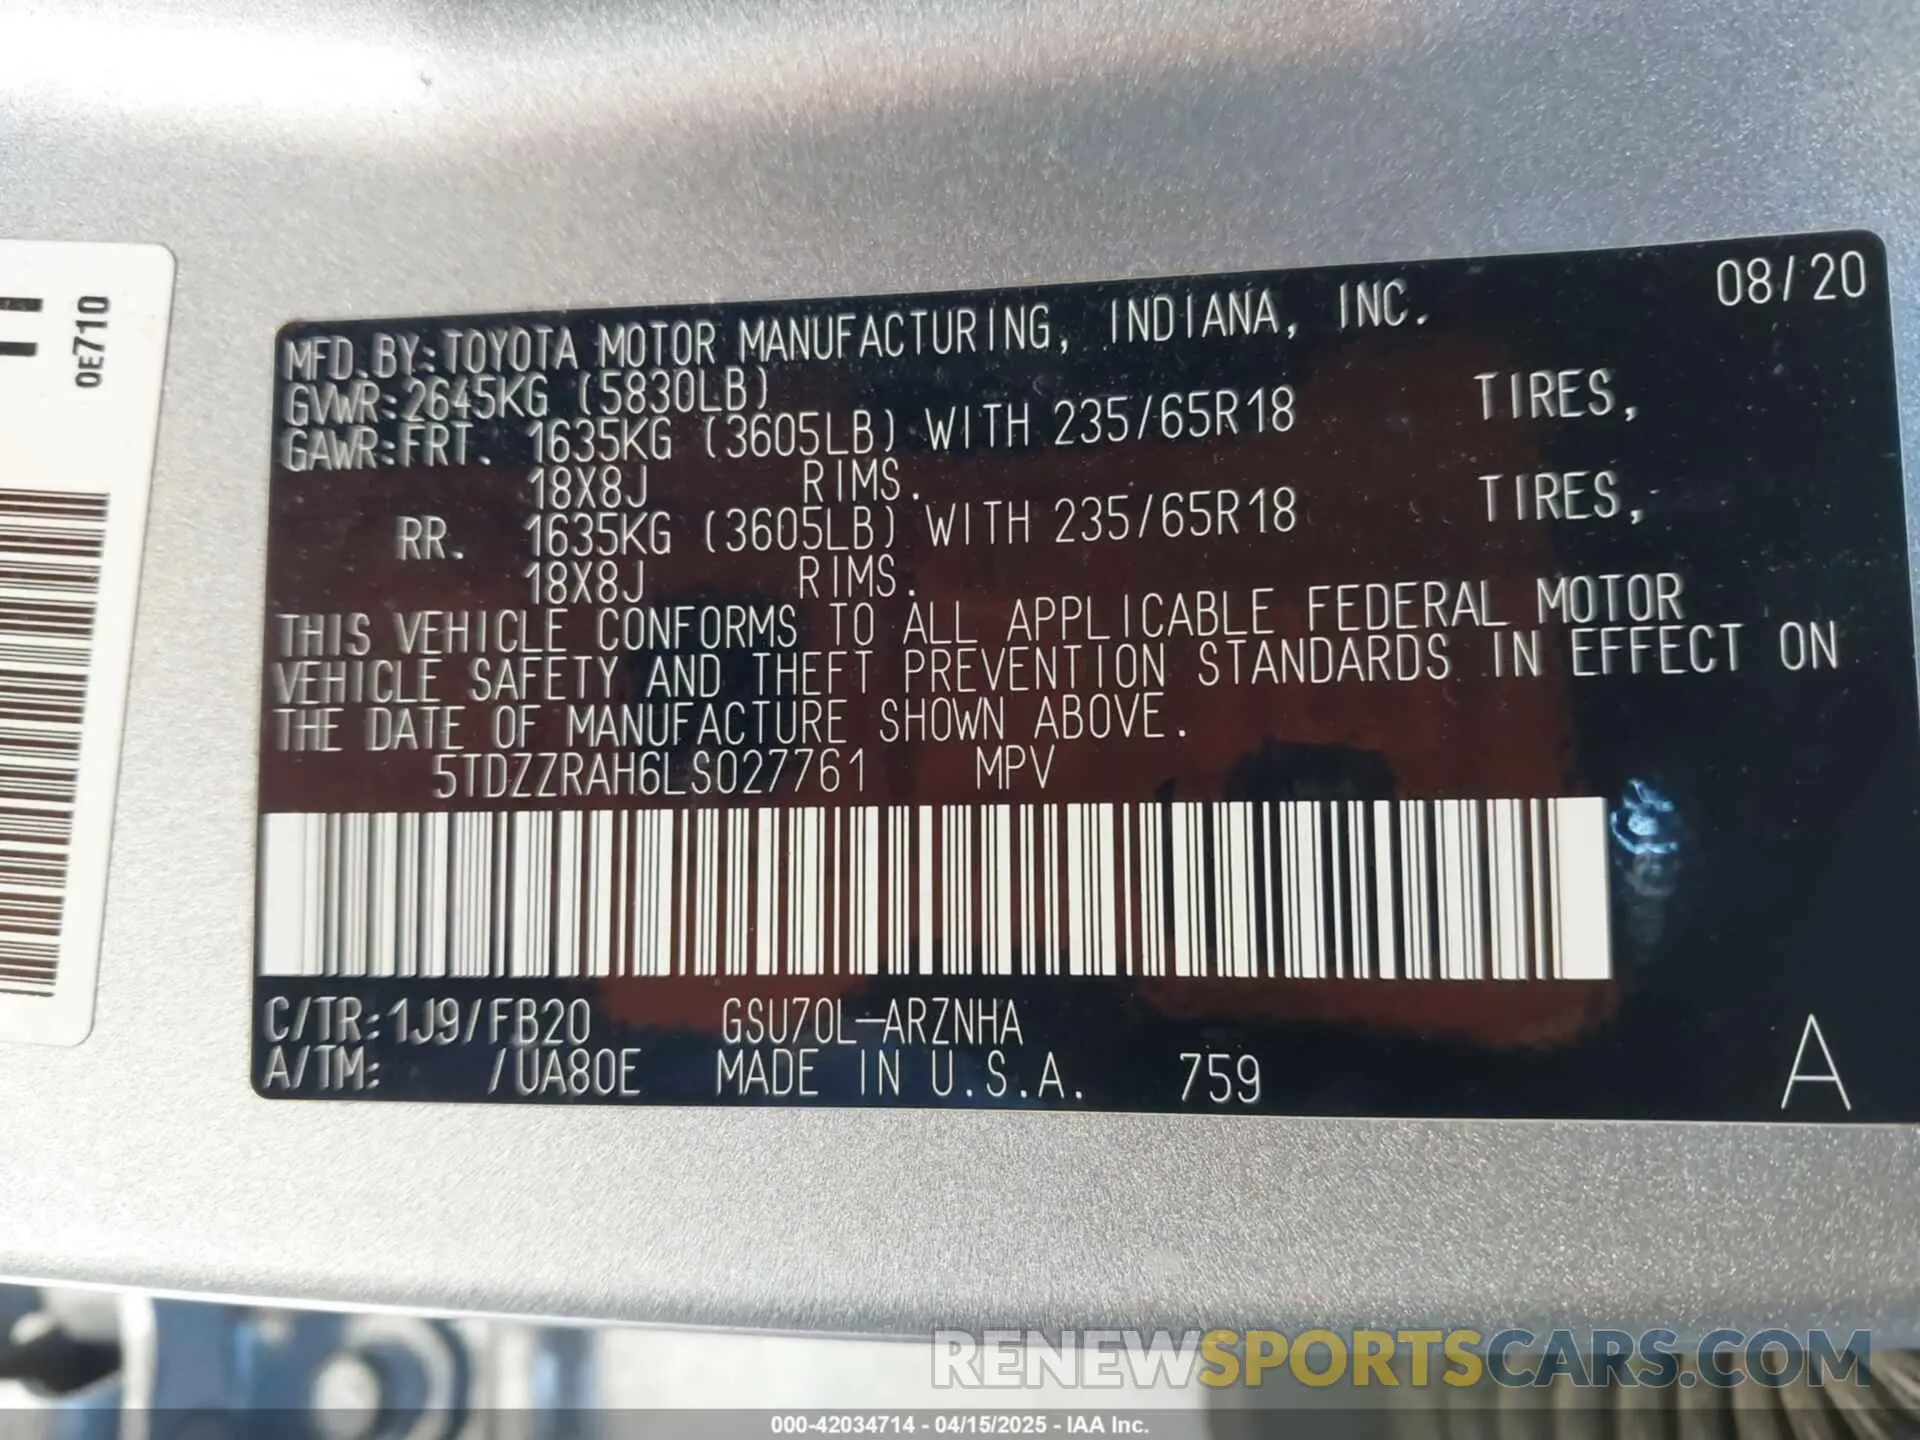 08/20
MFD.BY:TOYOTA MOTOR MANUFACTURING, INDIANA, INC.
GVWR:2645KG (5830LB)
GAWR:FRT. 1635KG (3605LB) WITH 235/65R18 TIRES,
18X8J RIMS.
RR. 1635KG (3605LB) WITH 235/65R18 TIRES,
18X8J RIMS.
THIS VEHICLE CONFORMS TO ALL APPLICABLE FEDERAL MOTOR
VEHICLE SAFETY AND THEFT PREVENTION STANDARDS IN EFFECT ON
THE DATE OF MANUFACTURE SHOWN ABOVE.
5TDZZRAH6LS027761 MPV
C/TR:1J9/FB20 GSU70L-ARZNHA
A/TM: /UA80E MADE IN U.S.A. 759
A
0E710
RENEWSPORTSCARS.COM
000-42034714 - 04/15/2025 - IAA Inc.